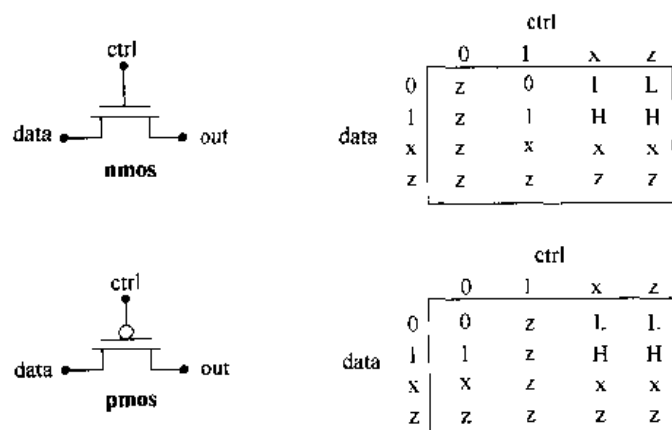 ctrl
data
out
nmos
ctrl
0 1 x z
data
0 z 0 l L
1 z 1 H H
x z x x x
z z z z z
ctrl
data
out
pmos
ctrl
0 1 x z
data
0 0 z L L
1 1 z H H
x x z x x
z z z z z